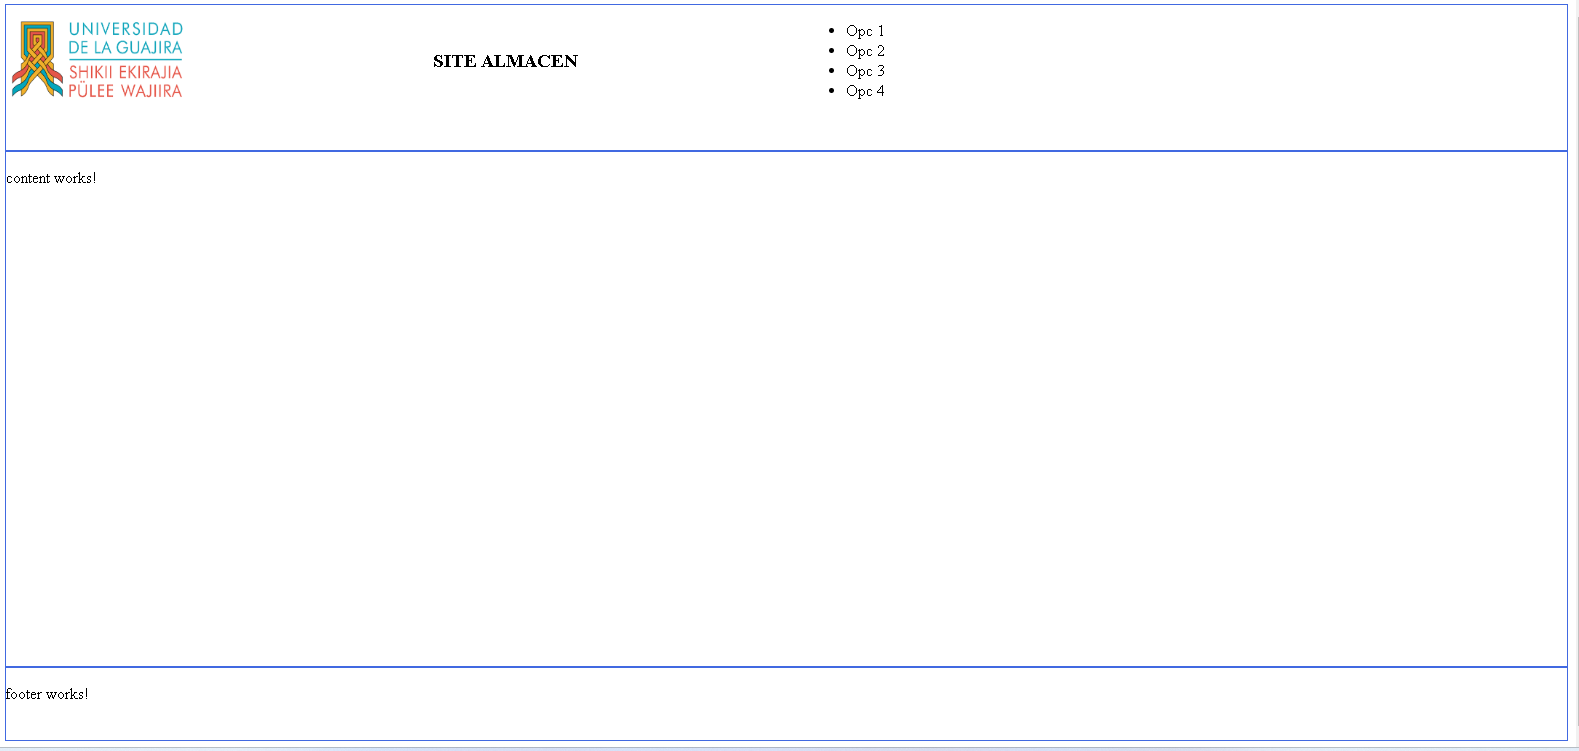 UNIVERSIDAD
DE LA GUAJIRA
SHIKII EKIRAJIA
PÜLEE WAJIIRA
SITE ALMACEN
Opc 1
Opc 2
Opc 3
Opc 4
content works!
footer works!